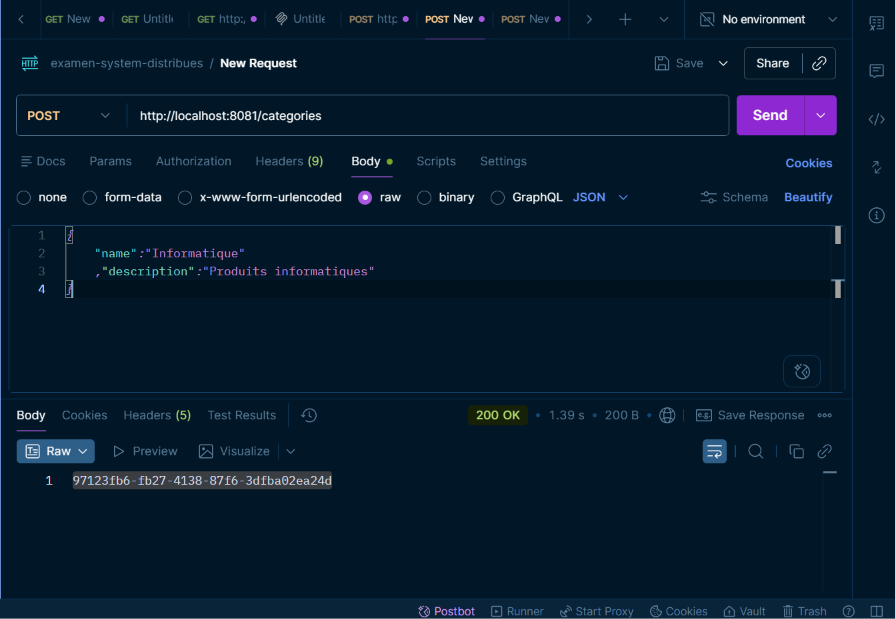 GET New GET Untitl GET http:, Untitle POST http POST Nev POST Nev No environment
HTTP examen-system-distribues / New Request Save Share
POST http://localhost:8081/categories Send
Docs Params Authorization Headers (9) Body Scripts Settings Cookies
none form-data x-www-form-urlencoded raw binary GraphQL JSON Schema Beautify
1 {
2 "name":"Informatique"
3 ,"description":"Produits informatiques"
4 }
Body Cookies Headers (5) Test Results 200 OK • 1.39 s • 200 B • e.g. Save Response
Raw Preview Visualize
1 97123fb6-fb27-4138-87f6-3dfba02ea24d
Postbot Runner Start Proxy Cookies Vault Trash